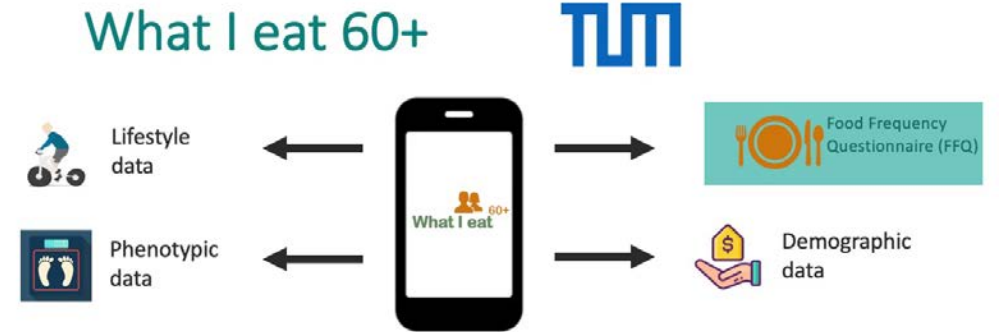 What I eat 60+
TUM
Lifestyle
data
Food Frequency
Questionnaire (FFQ)
60+
What I eat
Phenotypic
data
$
Demographic
data